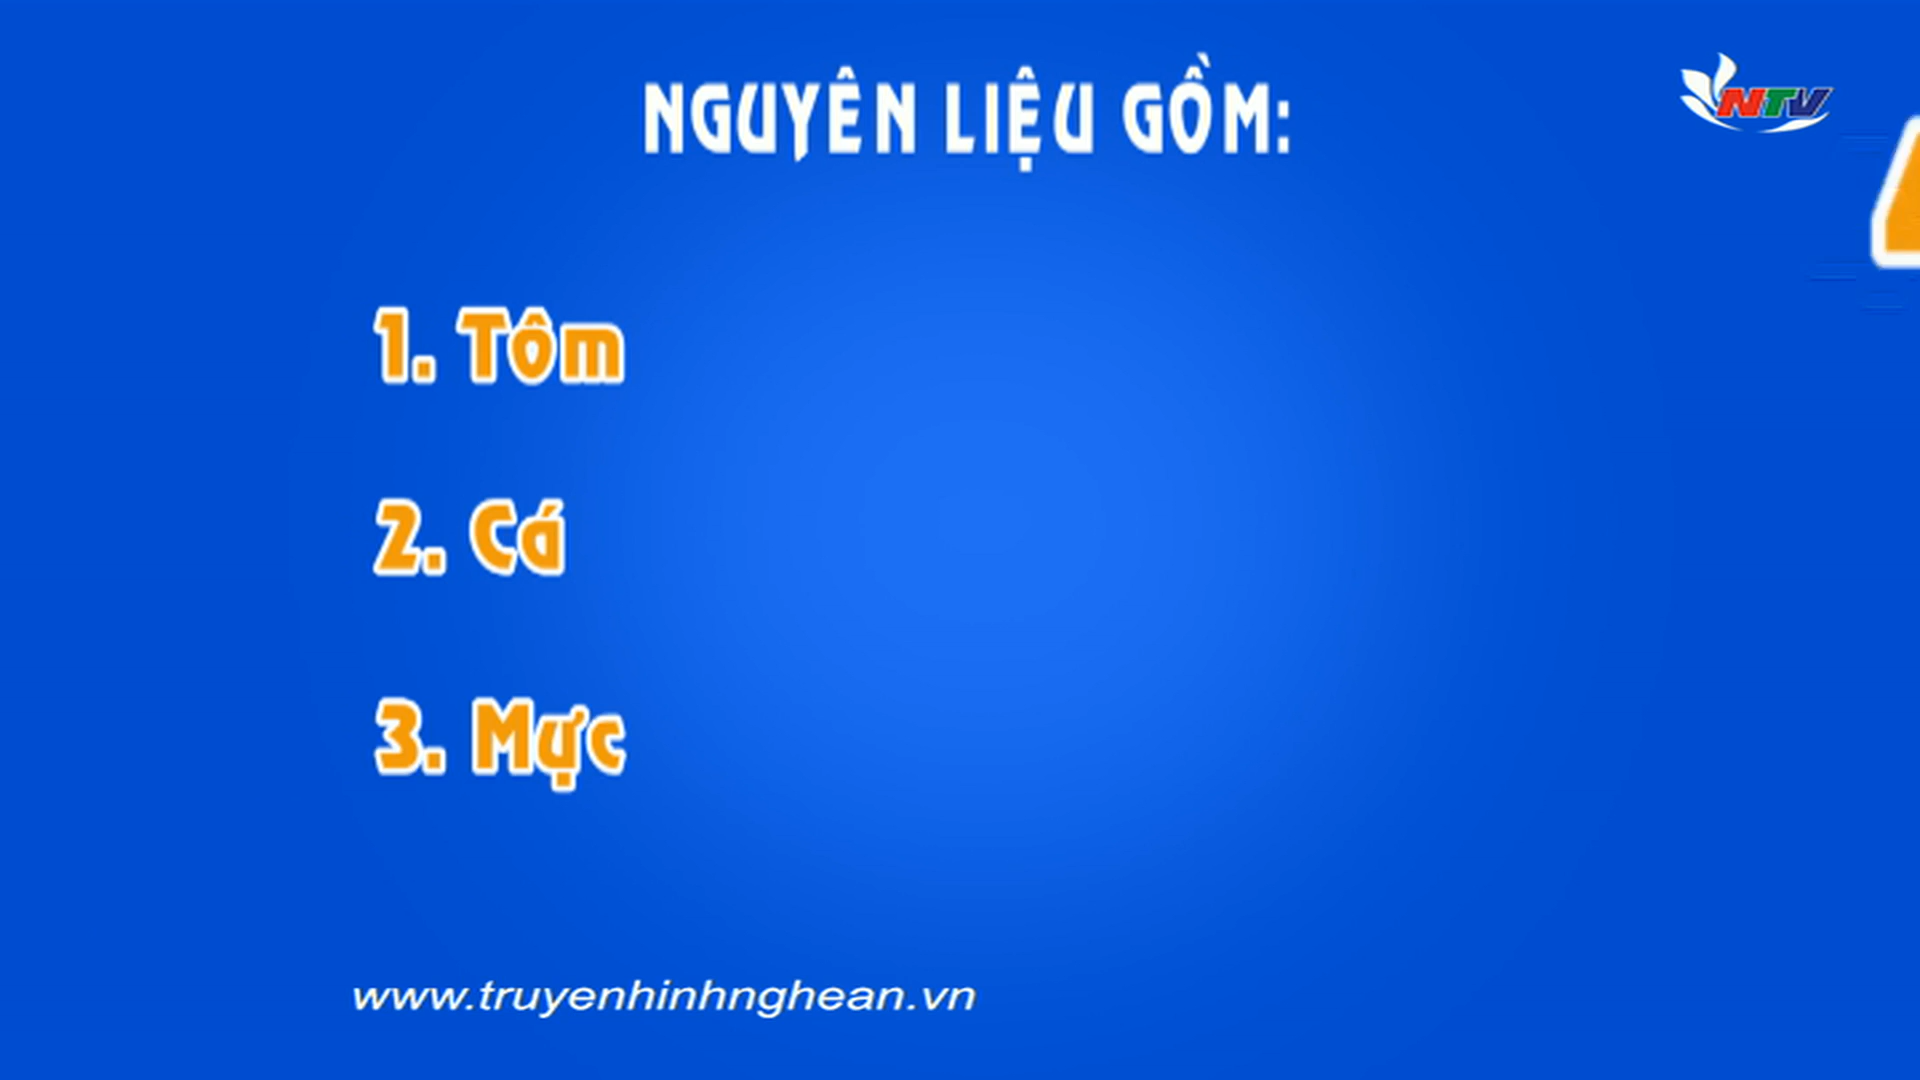 NGUYÊN LIỆU GỒM:
NTV
1. Tôm
2. Cá
3. Mực
www.truyenhinhnghean.vn